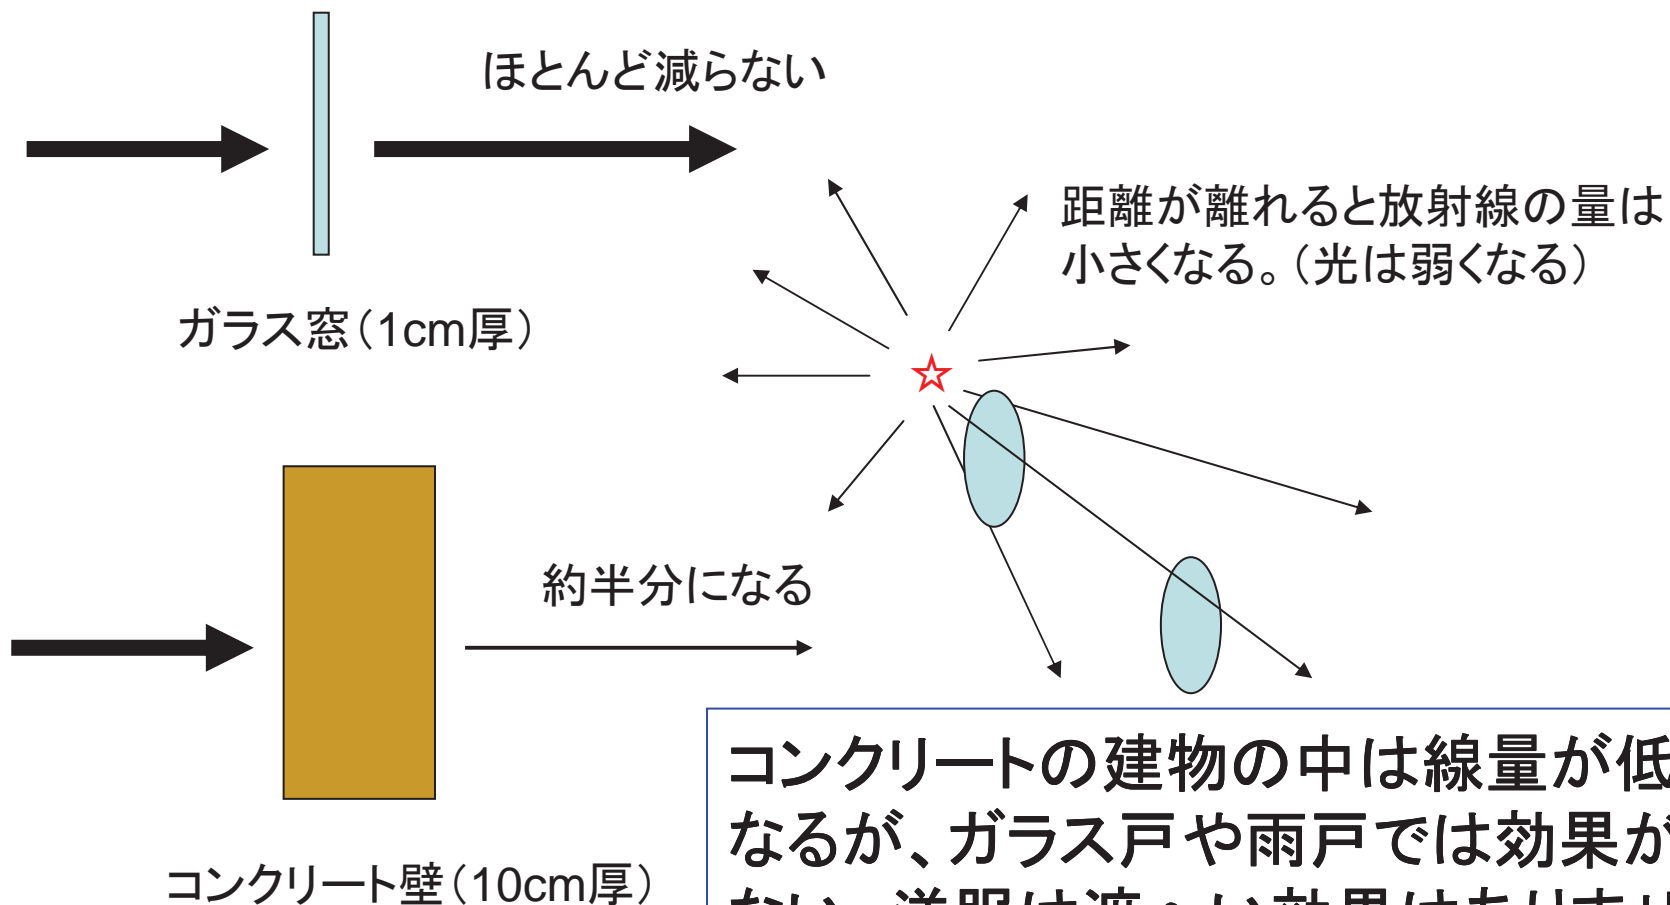 ほとんど減らない
距離が離れると放射線の量は
小さくなる。（光は弱くなる）
ガラス窓（1cm厚）
約半分になる
コンクリート壁（10cm厚）
コンクリートの建物の中は線量が低
なるが、ガラス戸や雨戸では効果が